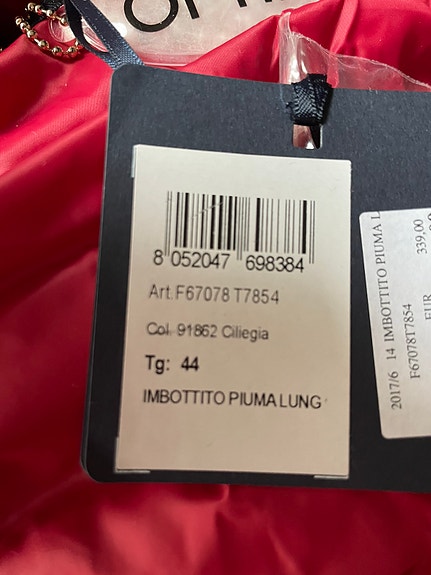 8 052047 698384
Art. F67078 T7854
Col. 91862 Ciliegia
Tg: 44
IMBOTTITO PIUMA LUNG
2017/6 14 IMBOTTITO PIUMA L
F67078T7854
EUR 339,00